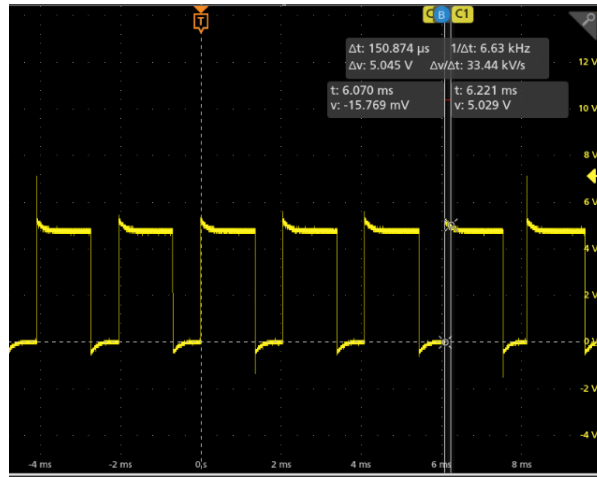 T
C B C1
Δt: 150.874 µs 1/Δt: 6.63 kHz
Δv: 5.045 V Δv/Δt: 33.44 kV/s
t: 6.070 ms t: 6.221 ms
v: -15.769 mV v: 5.029 V
12 V
10 V
8 V
6 V
4 V
2 V
0 V
-2 V
-4 V
-4 ms -2 ms 0 s 2 ms 4 ms 6 ms 8 ms